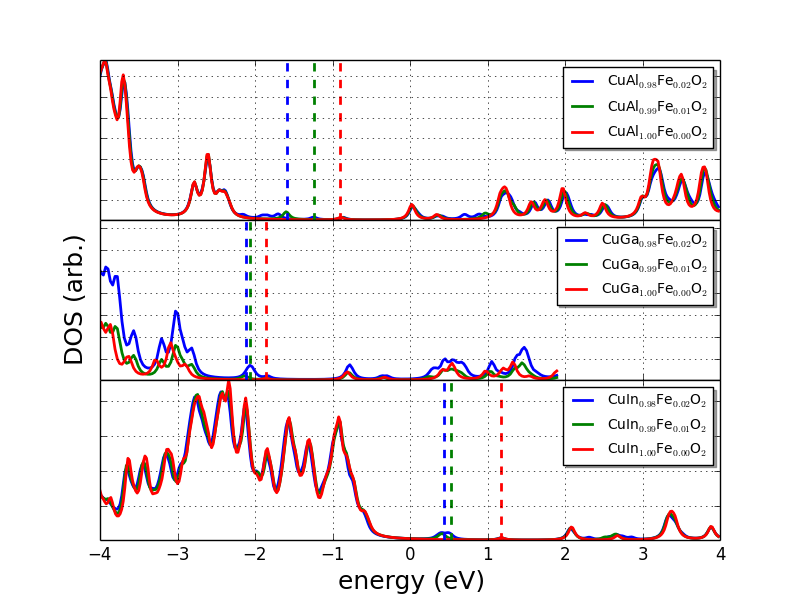 CuAl₀.₉₈Fe₀.₀₂O₂
CuAl₀.₉₉Fe₀.₀₁O₂
CuAl₁.₀₀Fe₀.₀₀O₂
CuGa₀.₉₈Fe₀.₀₂O₂
CuGa₀.₉₉Fe₀.₀₁O₂
CuGa₁.₀₀Fe₀.₀₀O₂
DOS (arb.)
CuIn₀.₉₈Fe₀.₀₂O₂
CuIn₀.₉₉Fe₀.₀₁O₂
CuIn₁.₀₀Fe₀.₀₀O₂
−4 −3 −2 −1 0 1 2 3 4
energy (eV)